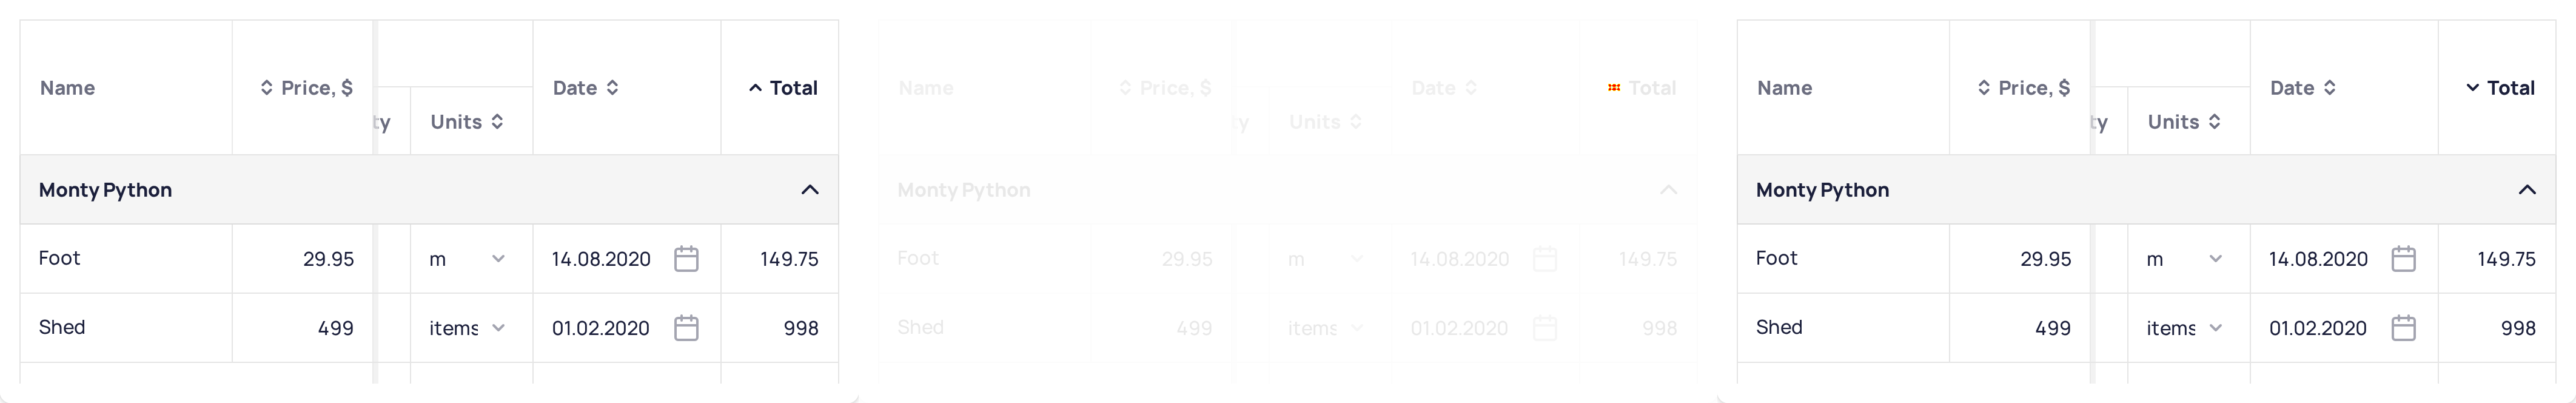 Name Price, $ Date Total
ty Units
Monty Python
Foot 29.95 m 14.08.2020 149.75
Shed 499 items 01.02.2020 998
Name Price, $ Date Total
y Units
Monty Python
Foot 29.95 m 14.08.2020 149.75
Shed 499 items 01.02.2020 998
Name Price, $ Date Total
ty Units
Monty Python
Foot 29.95 m 14.08.2020 149.75
Shed 499 items 01.02.2020 998